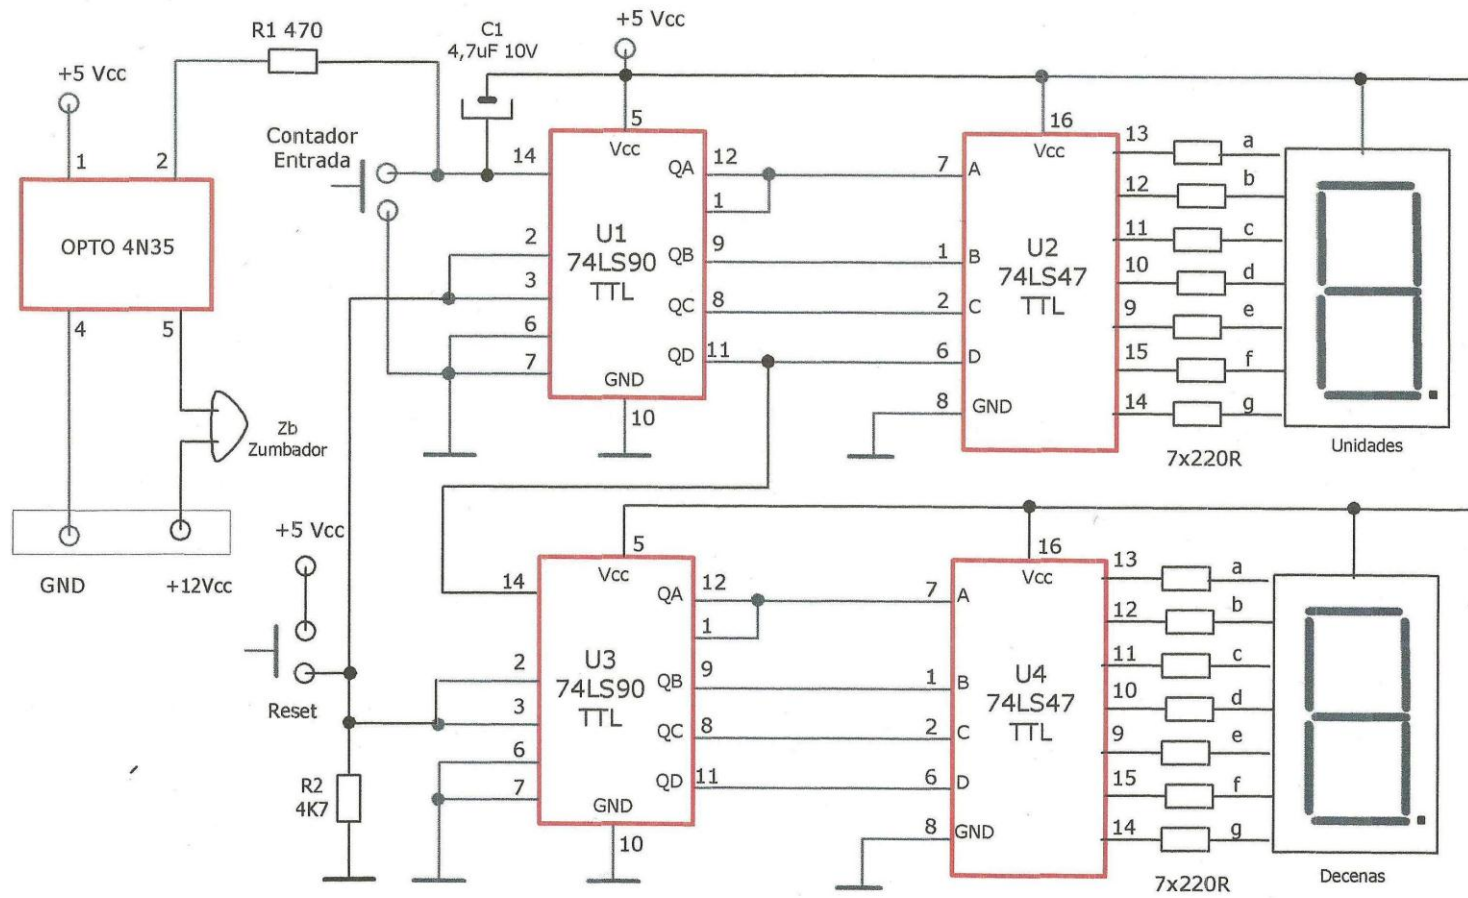 R1 470
C1
4,7uF 10V
+5 Vcc
+5 Vcc
1
2
OPTO 4N35
4
5
Zb
Zumbador
GND
+12Vcc
Contador
Entrada
14
2
3
6
7
5
Vcc
U1
74LS90
TTL
GND
10
QA
12
1
QB
9
QC
8
QD
11
7
A
1
B
2
C
6
D
8
GND
16
Vcc
U2
74LS47
TTL
13
a
12
b
11
c
10
d
9
e
15
f
14
g
7x220R
Unidades
+5 Vcc
Reset
R2
4K7
14
2
3
6
7
5
Vcc
U3
74LS90
TTL
GND
10
QA
12
1
QB
9
QC
8
QD
11
7
A
1
B
2
C
6
D
8
GND
16
Vcc
U4
74LS47
TTL
13
a
12
b
11
c
10
d
9
e
15
f
14
g
7x220R
Decenas